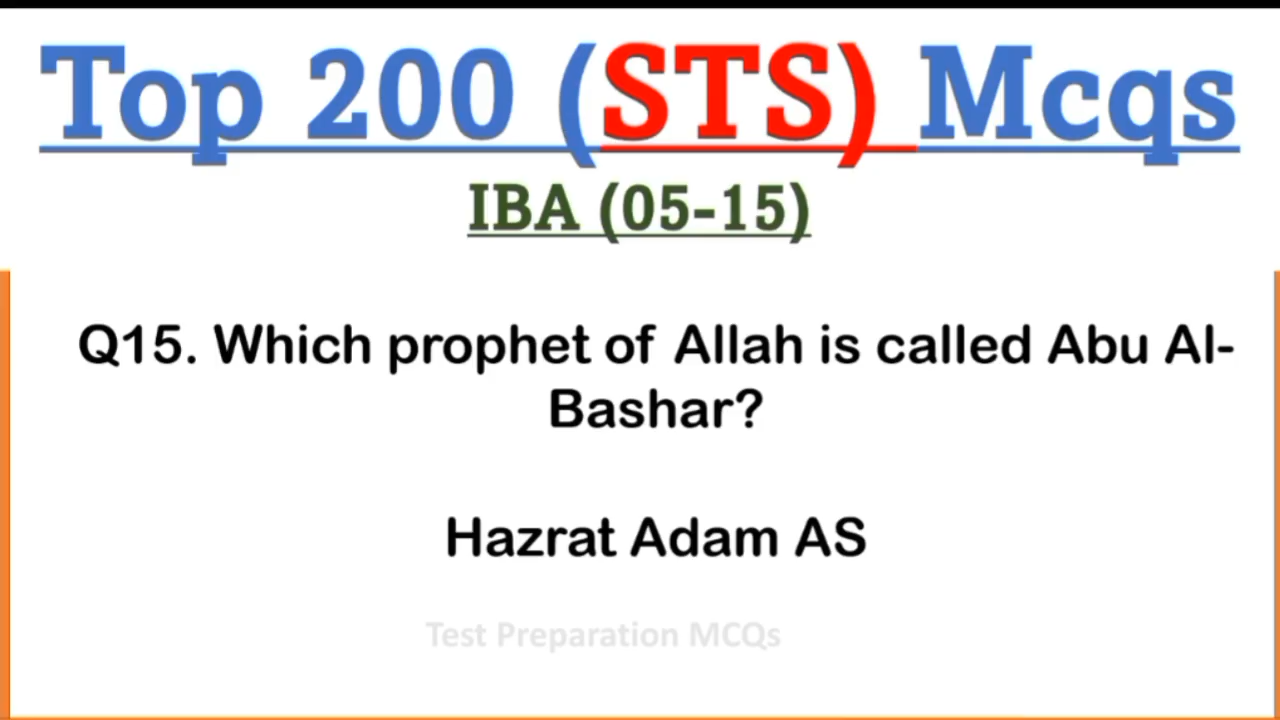 Top 200 (STS) Mcqs
IBA (05-15)
Q15. Which prophet of Allah is called Abu Al-
Bashar?
Hazrat Adam AS
Test Preparation MCQs